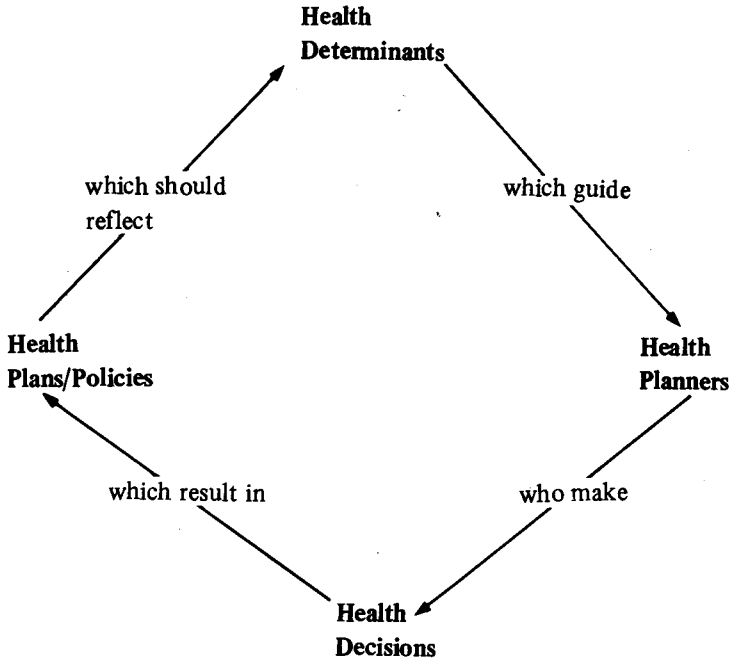 Health
Determinants
which guide
Health
Planners
who make
Health
Decisions
which result in
Health
Plans/Policies
which should
reflect